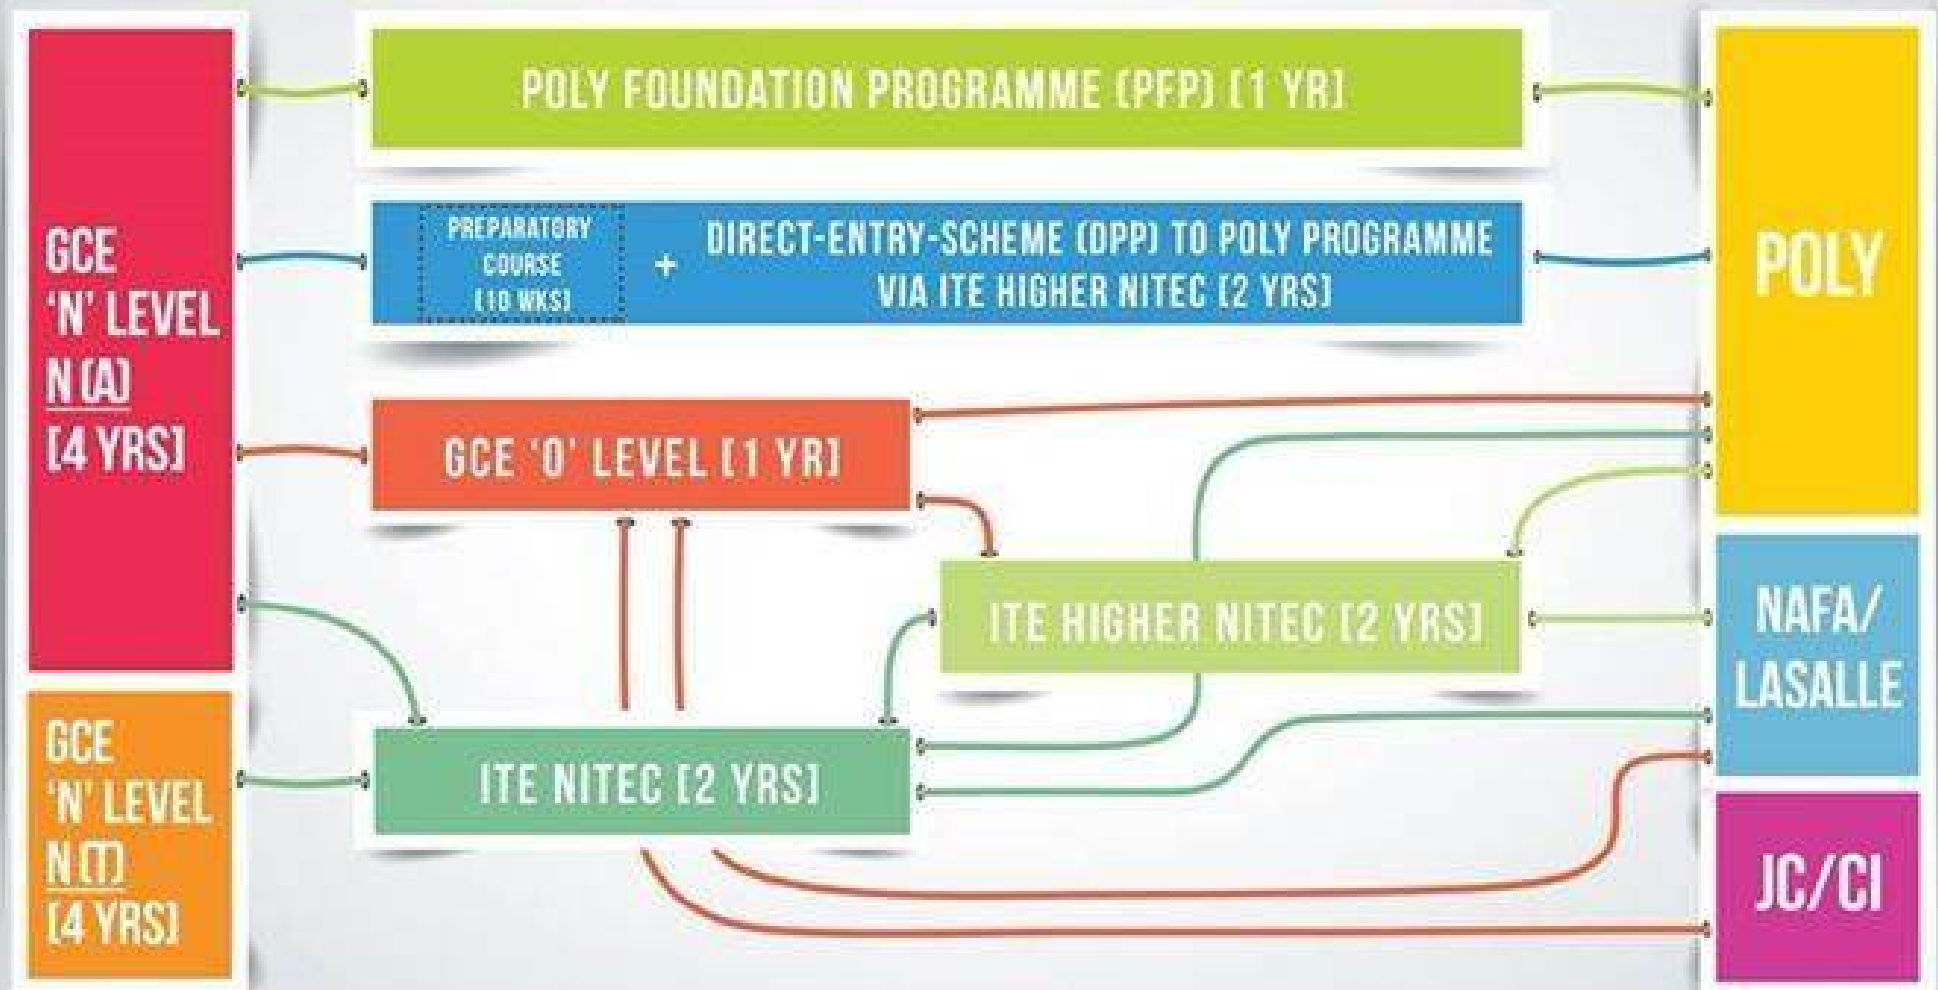 GCE
‘N’ LEVEL
N (A)
[4 YRS]
GCE
‘N’ LEVEL
N (T)
[4 YRS]
POLY FOUNDATION PROGRAMME (PFP) [1 YR]
PREPARATORY
COURSE
[10 WKS]
+
DIRECT-ENTRY-SCHEME (DPP) TO POLY PROGRAMME
VIA ITE HIGHER NITEC [2 YRS]
GCE ‘O’ LEVEL [1 YR]
ITE HIGHER NITEC [2 YRS]
ITE NITEC [2 YRS]
POLY
NAFA/
LASALLE
JC/CI